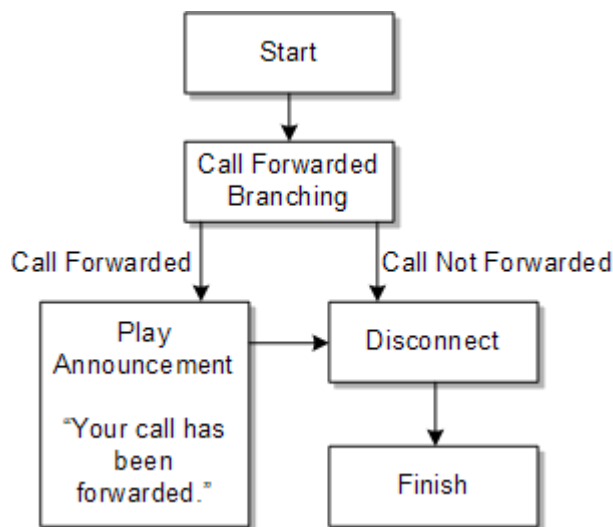 Start
Call Forwarded
Branching
Call Forwarded
Call Not Forwarded
Play
Announcement
“Your call has
been
forwarded.”
Disconnect
Finish